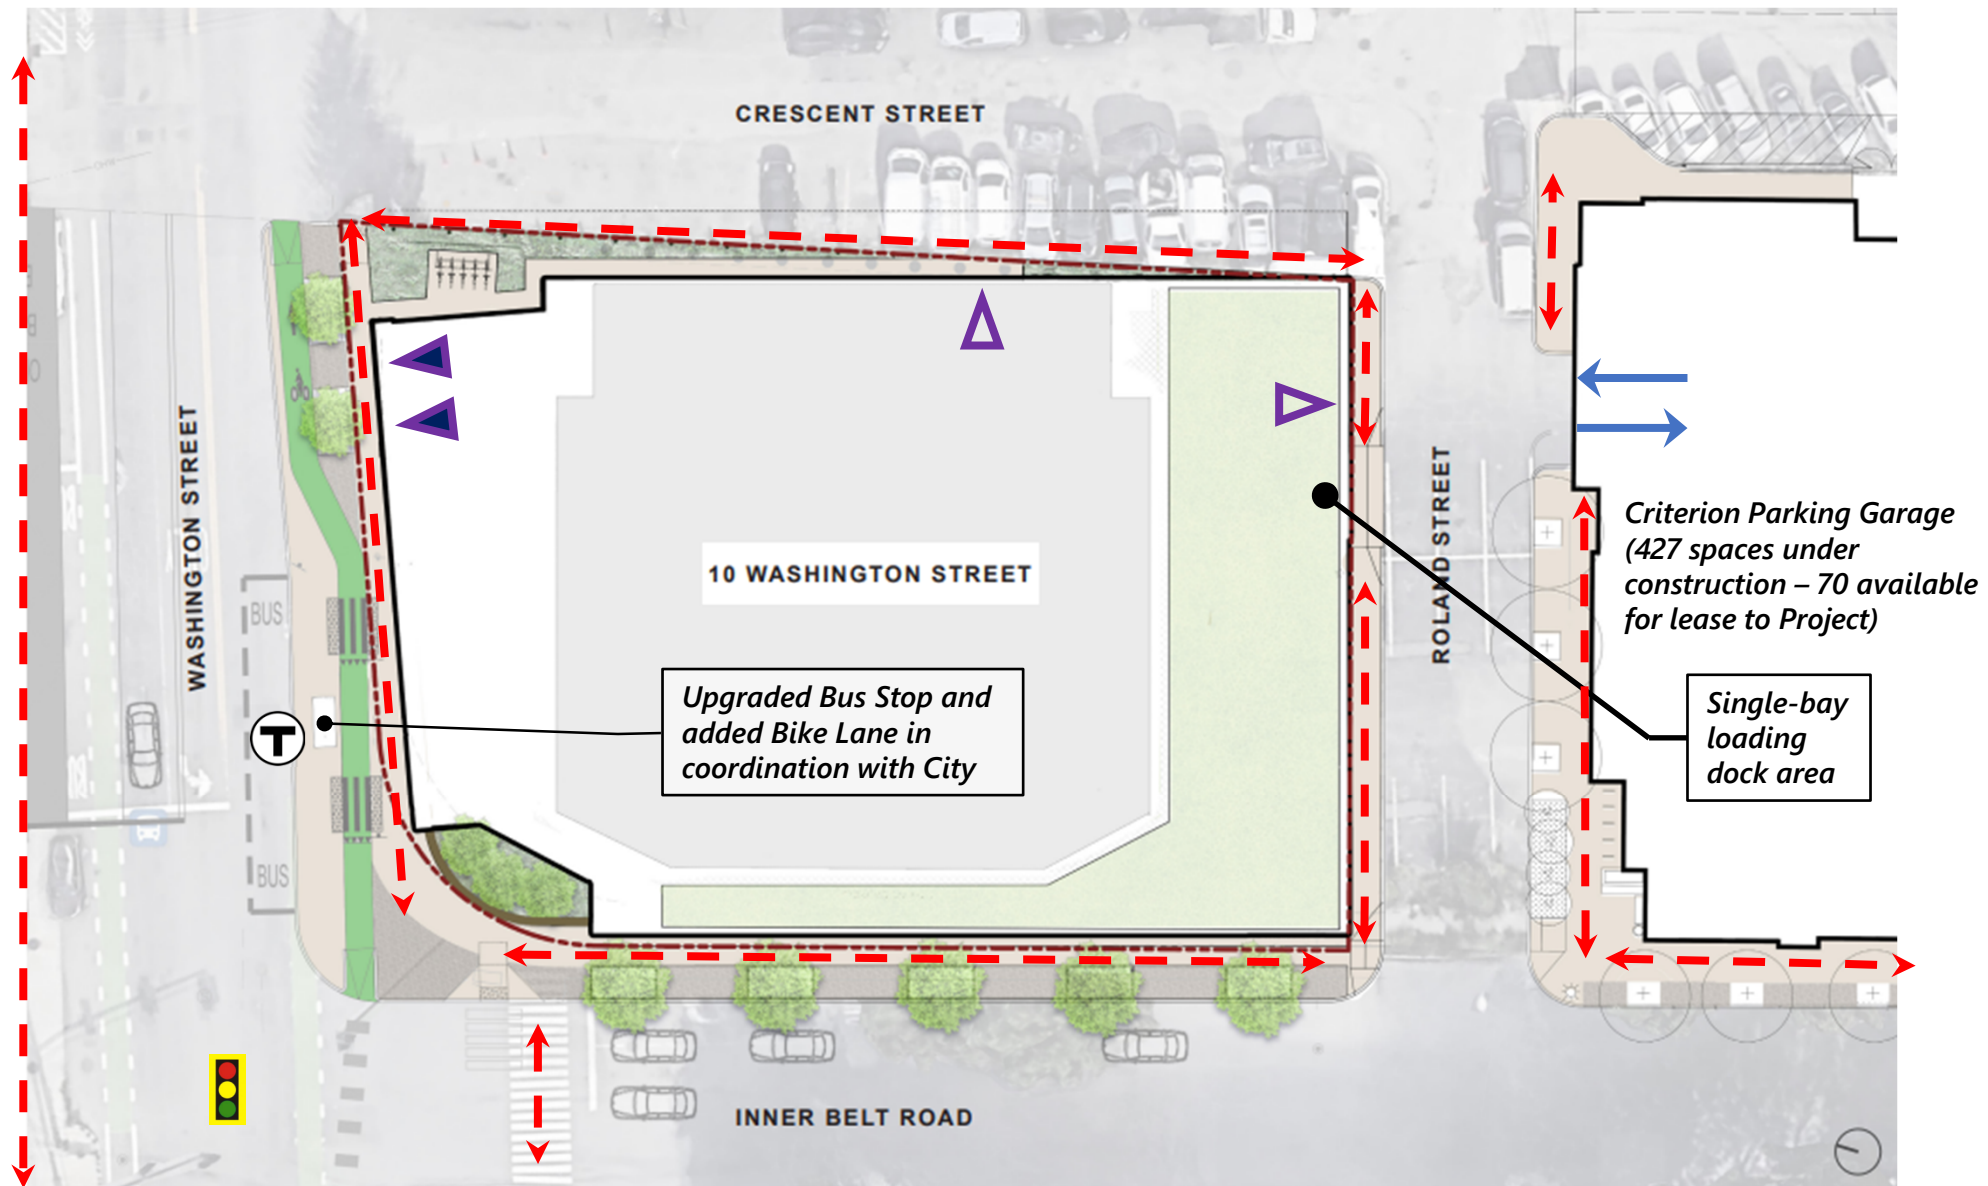 CRESCENT STREET
WASHINGTON STREET
BUS
BUS
T
10 WASHINGTON STREET
Upgraded Bus Stop and
added Bike Lane in
coordination with City
ROLAND STREET
Criterion Parking Garage
(427 spaces under
construction – 70 available
for lease to Project)
Single-bay
loading
dock area
INNER BELT ROAD